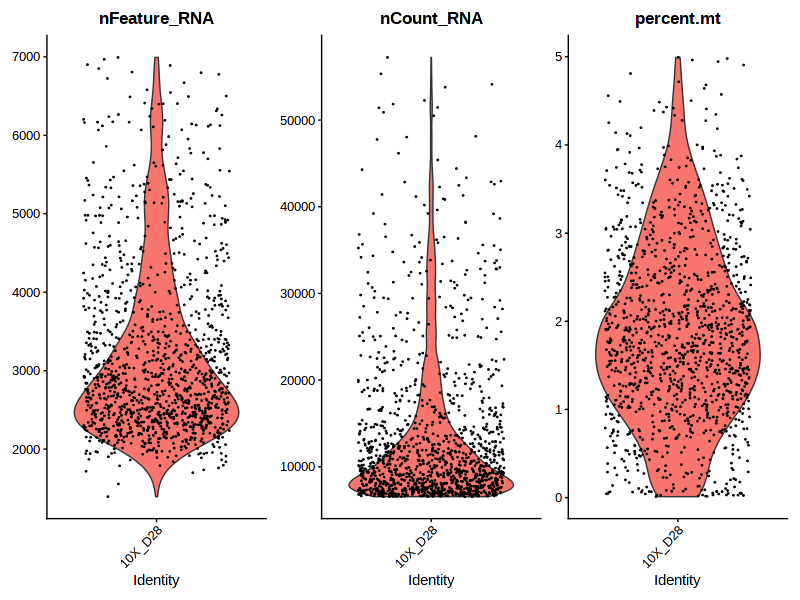 nFeature_RNA
7000
6000
5000
4000
3000
2000
10X_D28
Identity
nCount_RNA
50000
40000
30000
20000
10000
10X_D28
Identity
percent.mt
5
4
3
2
1
0
10X_D28
Identity